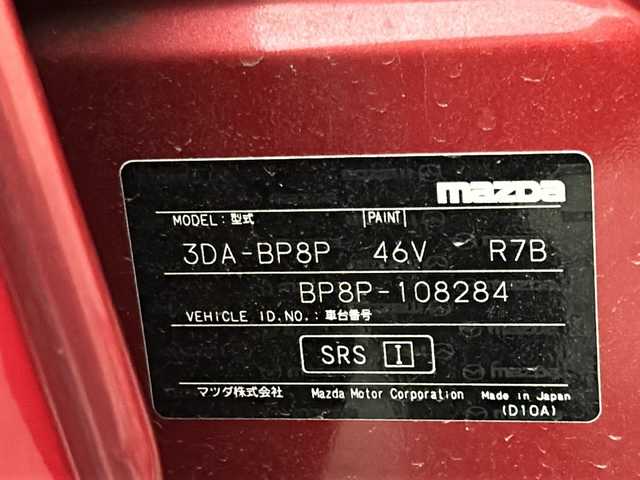 mazda
MODEL: 型式 PAINT
3DA-BP8P 46V R7B
BP8P-108284
VEHICLE ID.NO.: 車台番号
SRS I
マツダ株式会社 Mazda Motor Corporation Made in Japan
(D10A)